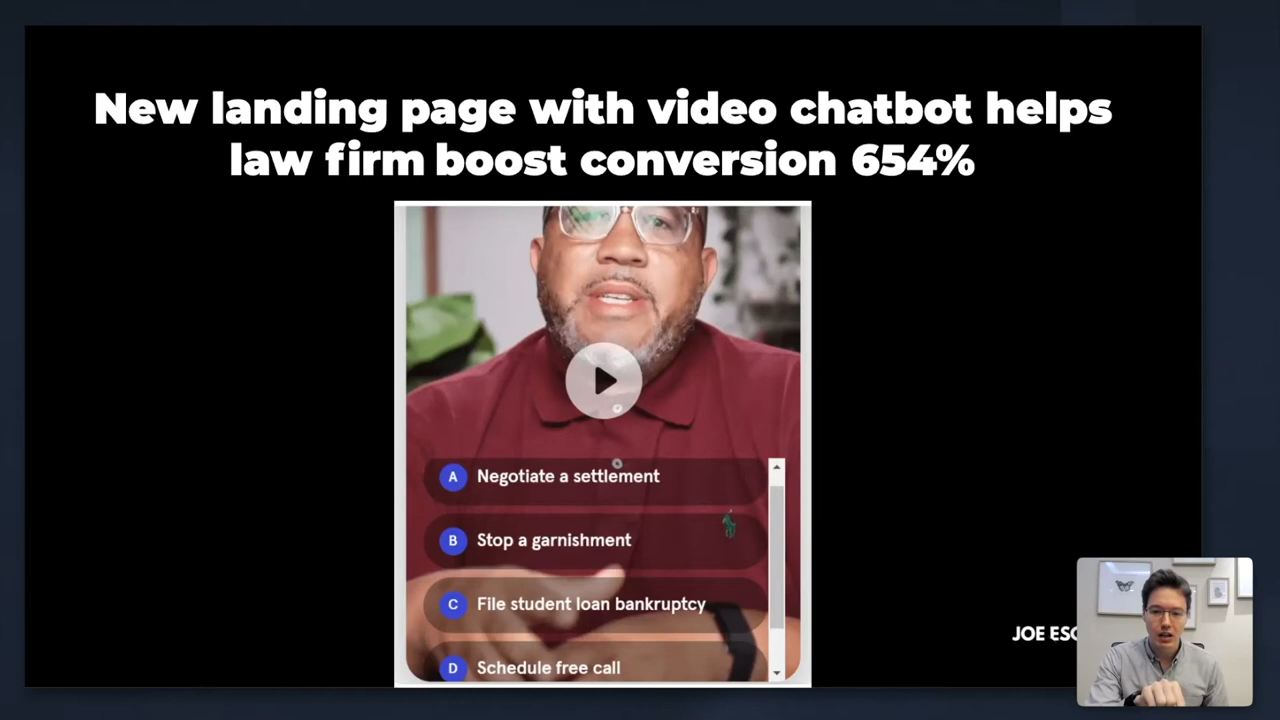 New landing page with video chatbot helps
law firm boost conversion 654%
A Negotiate a settlement
B Stop a garnishment
C File student loan bankruptcy
D Schedule free call
JOE